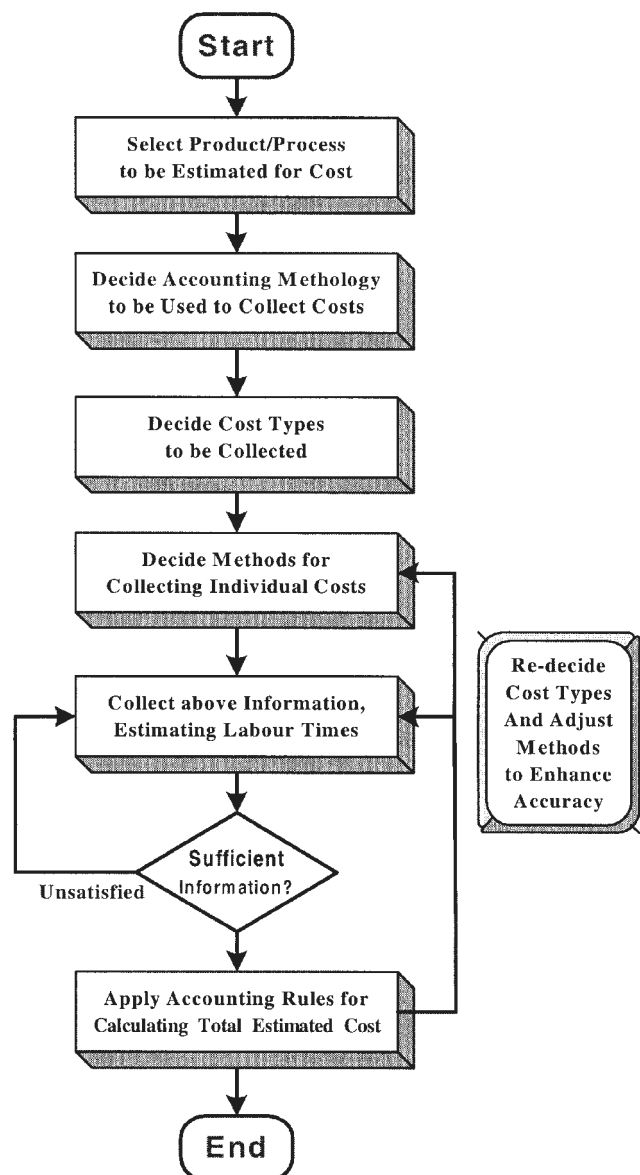 Start
Select Product/Process
to be Estimated for Cost
Decide Accounting Methology
to be Used to Collect Costs
Decide Cost Types
to be Collected
Decide Methods for
Collecting Individual Costs
Collect above Information,
Estimating Labour Times
Re-decide
Cost Types
And Adjust
Methods
to Enhance
Accuracy
Sufficient
Information?
Unsatisfied
Apply Accounting Rules for
Calculating Total Estimated Cost
End